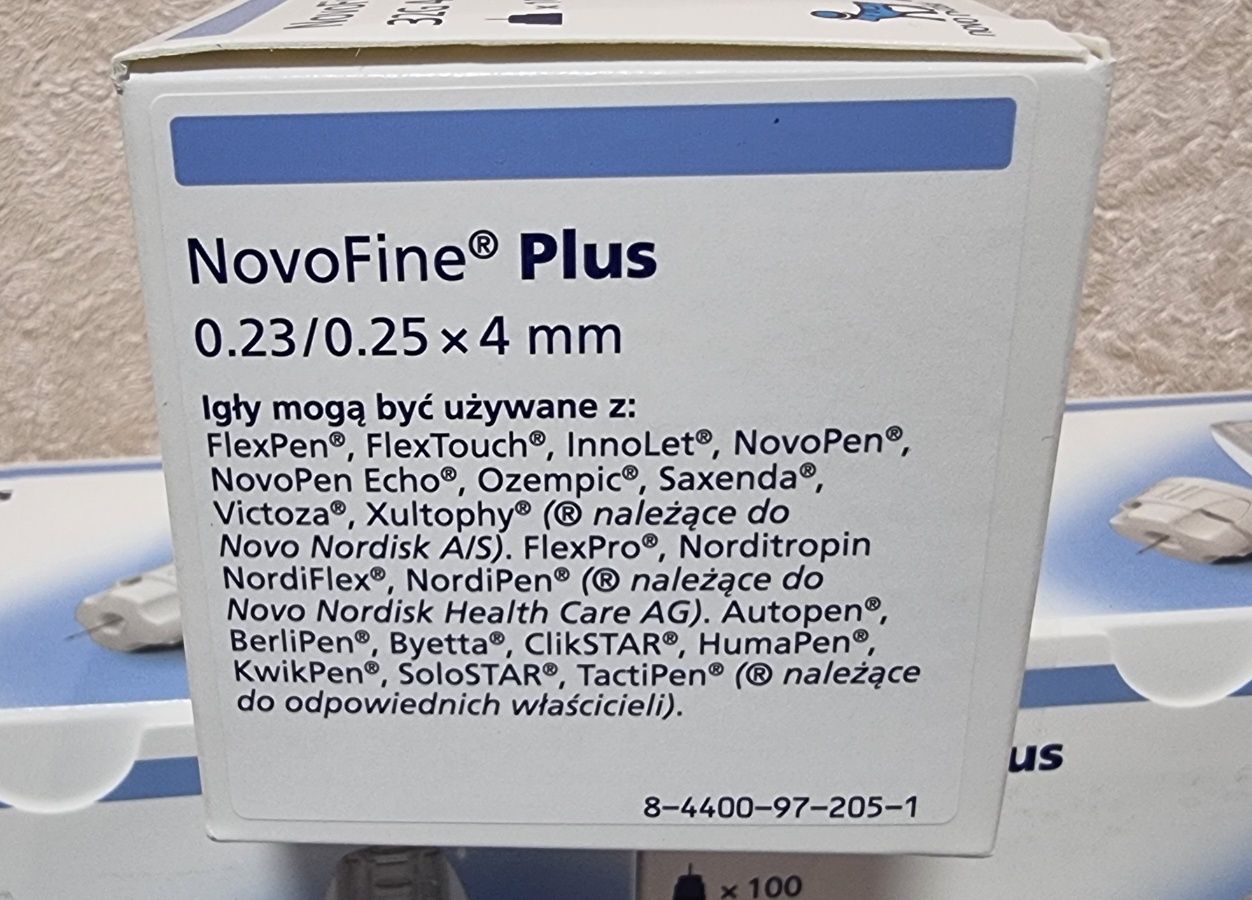 32G
NovoFine® Plus
0.23/0.25 × 4 mm
Igły mogą być używane z:
FlexPen®, FlexTouch®, InnoLet®, NovoPen®,
NovoPen Echo®, Ozempic®, Saxenda®,
Victoza®, Xultophy® (® należące do
Novo Nordisk A/S). FlexPro®, Norditropin
NordiFlex®, NordiPen® (® należące do
Novo Nordisk Health Care AG). Autopen®,
BerliPen®, Byetta®, ClikSTAR®, HumaPen®,
KwikPen®, SoloSTAR®, TactiPen® (® należące
do odpowiednich właścicieli).
8–4400–97–205–1
us
× 100